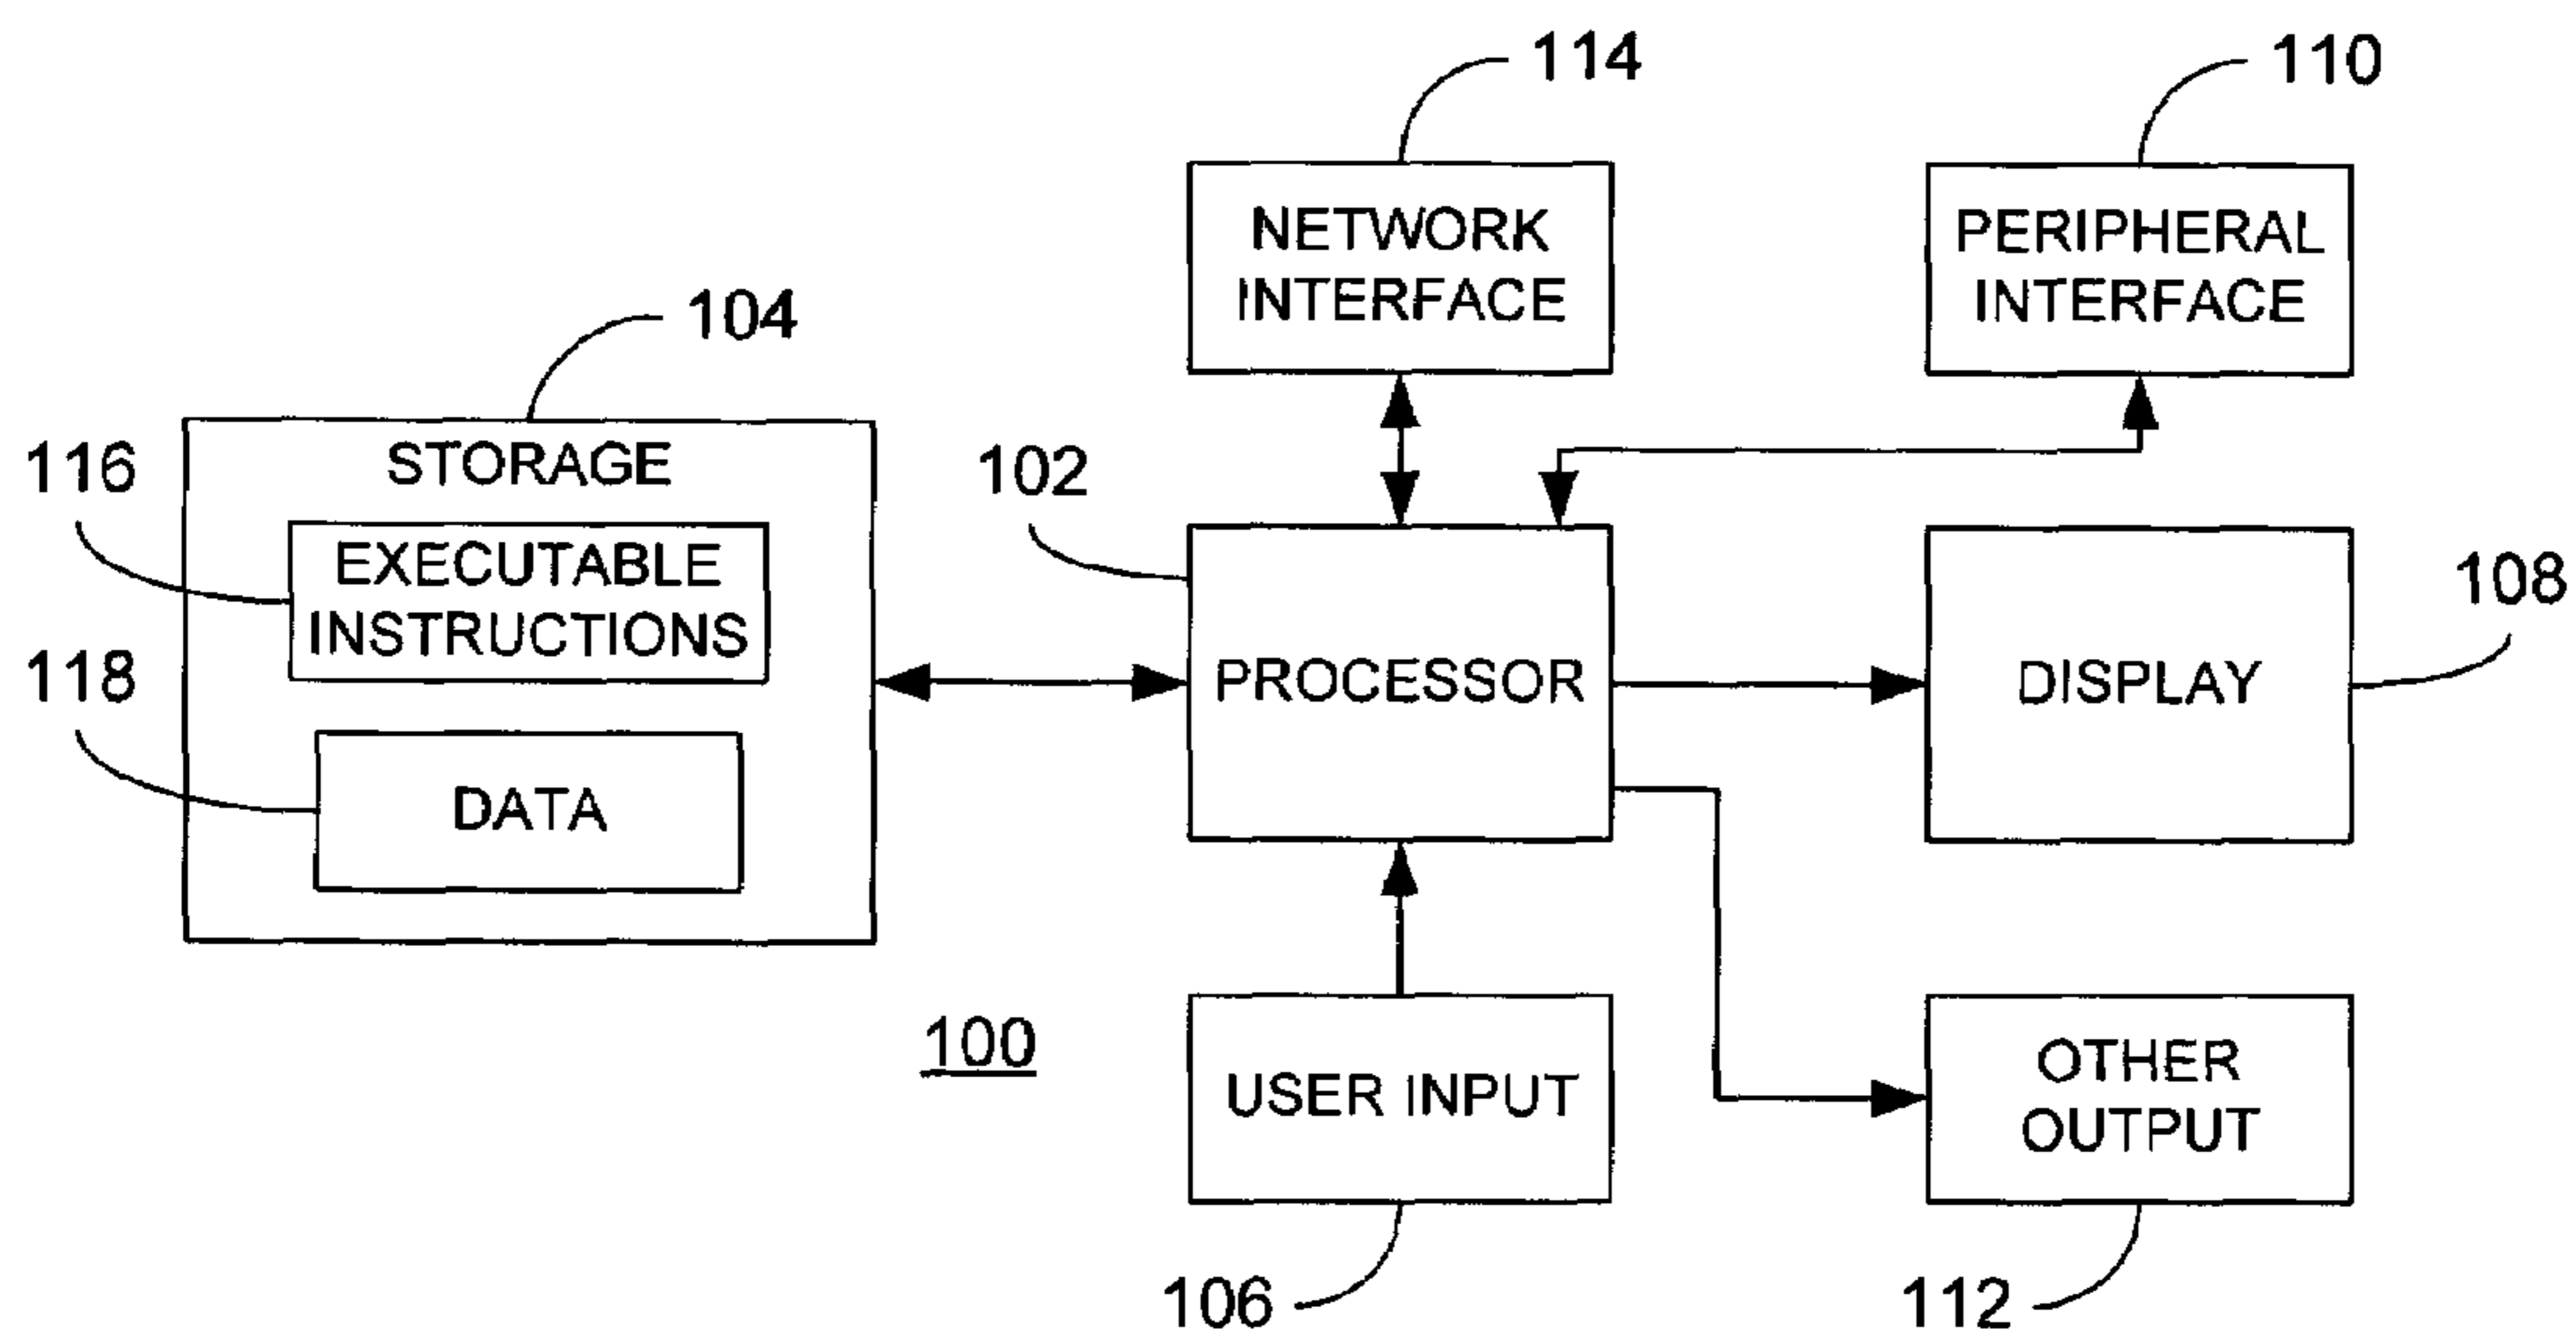 114
110
NETWORK
INTERFACE
PERIPHERAL
INTERFACE
104
STORAGE
116
EXECUTABLE
INSTRUCTIONS
118
DATA
102
PROCESSOR
DISPLAY
108
100
USER INPUT
OTHER
OUTPUT
106
112